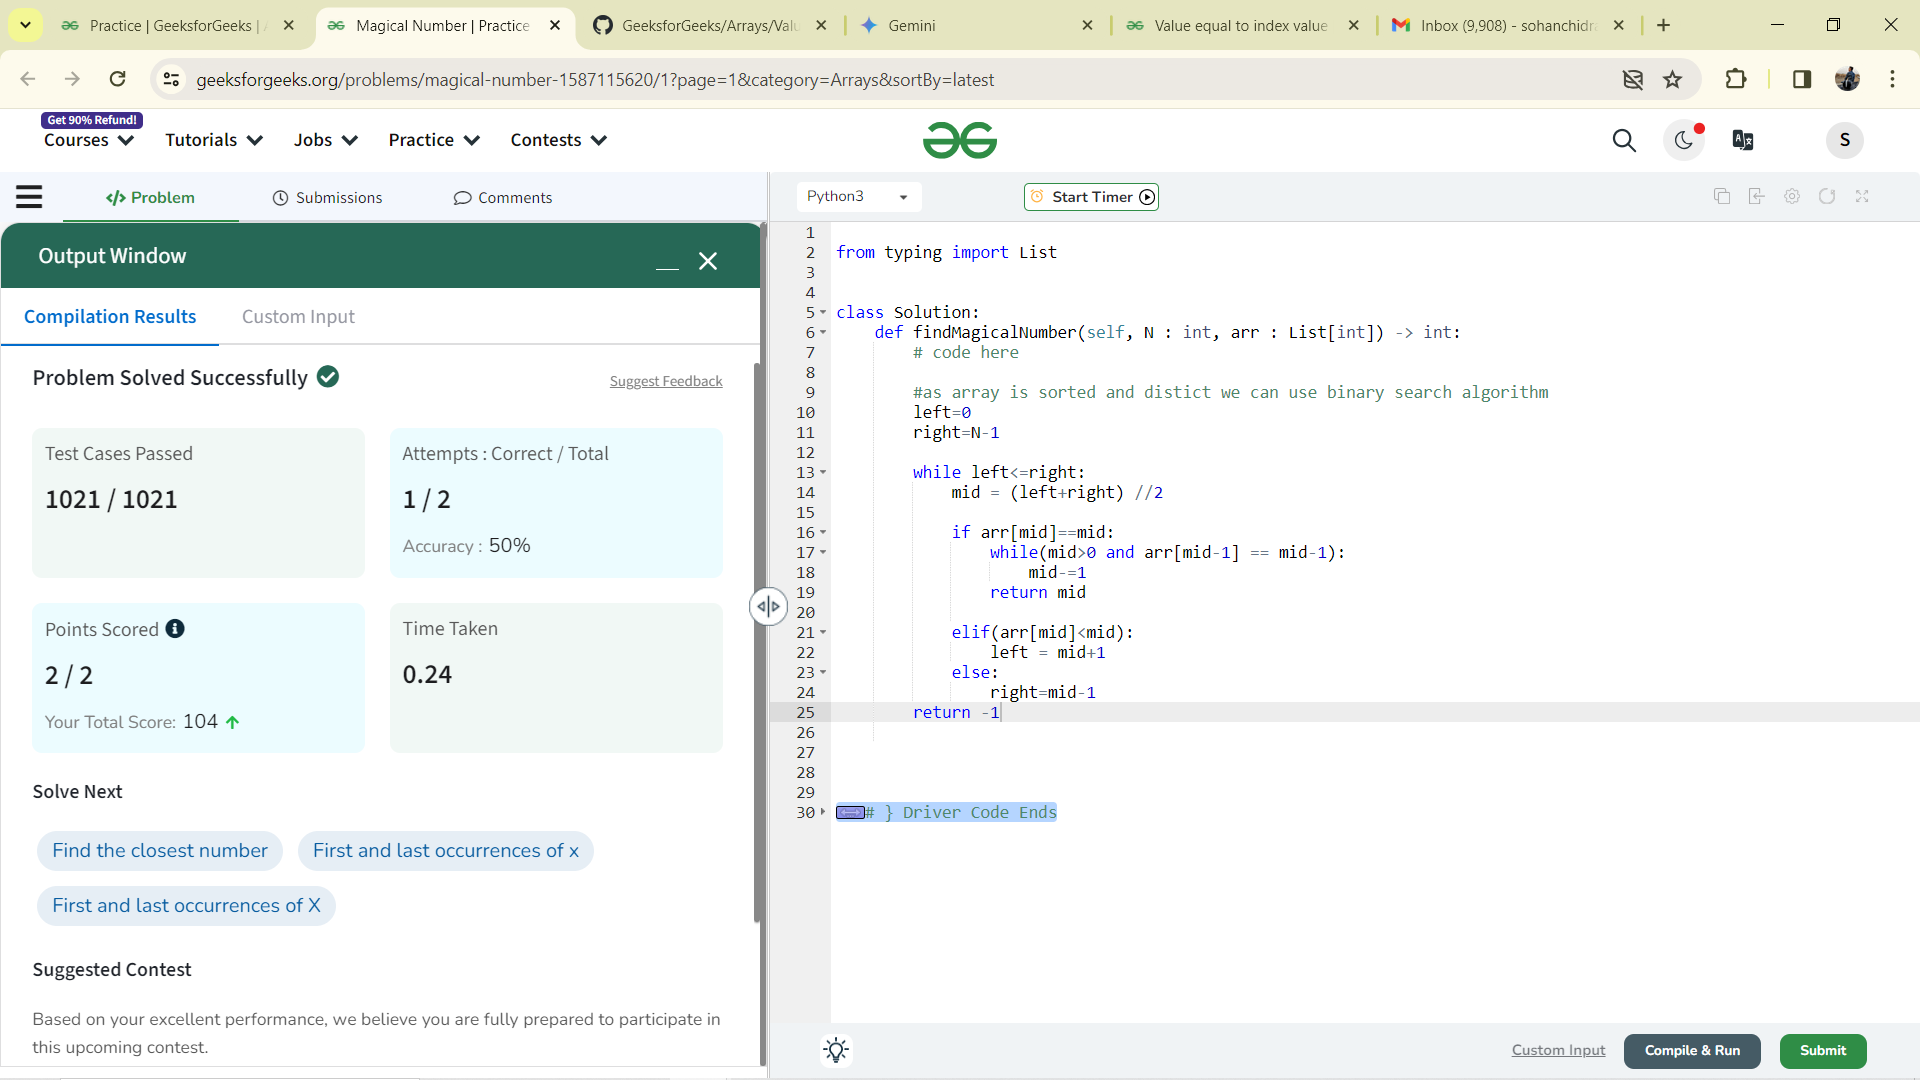 Practice | GeeksforGeeks |
Magical Number | Practice
GeeksforGeeks/Arrays/Valu
Gemini
Value equal to index value
Inbox (9,908) - sohanchidra
geeksforgeeks.org/problems/magical-number-1587115620/1?page=1&category=Arrays&sortBy=latest
Get 90% Refund!
Courses
Tutorials
Jobs
Practice
Contests
S
Problem
Submissions
Comments
Python3
Start Timer
Output Window
Compilation Results
Custom Input
Problem Solved Successfully
Suggest Feedback
Test Cases Passed
1021 / 1021
Attempts : Correct / Total
1 / 2
Accuracy : 50%
Points Scored
2 / 2
Your Total Score: 104
Time Taken
0.24
Solve Next
Find the closest number
First and last occurrences of x
First and last occurrences of X
Suggested Contest
Based on your excellent performance, we believe you are fully prepared to participate in
this upcoming contest.
1
2 from typing import List
3
4
5 class Solution:
6 def findMagicalNumber(self, N : int, arr : List[int]) -> int:
7 # code here
8
9 #as array is sorted and distict we can use binary search algorithm
10 left=0
11 right=N-1
12
13 while left<=right:
14 mid = (left+right) //2
15
16 if arr[mid]==mid:
17 while(mid>0 and arr[mid-1] == mid-1):
18 mid-=1
19 return mid
20
21 elif(arr[mid]<mid):
22 left = mid+1
23 else:
24 right=mid-1
25 return -1
26
27
28
29
30 # } Driver Code Ends
Custom Input
Compile & Run
Submit